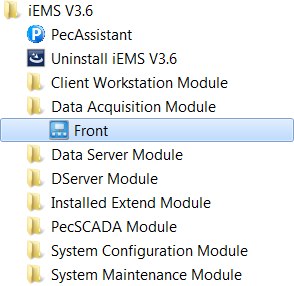 iEMS V3.6
PecAssistant
Uninstall iEMS V3.6
Client Workstation Module
Data Acquisition Module
Front
Data Server Module
DServer Module
Installed Extend Module
PecSCADA Module
System Configuration Module
System Maintenance Module